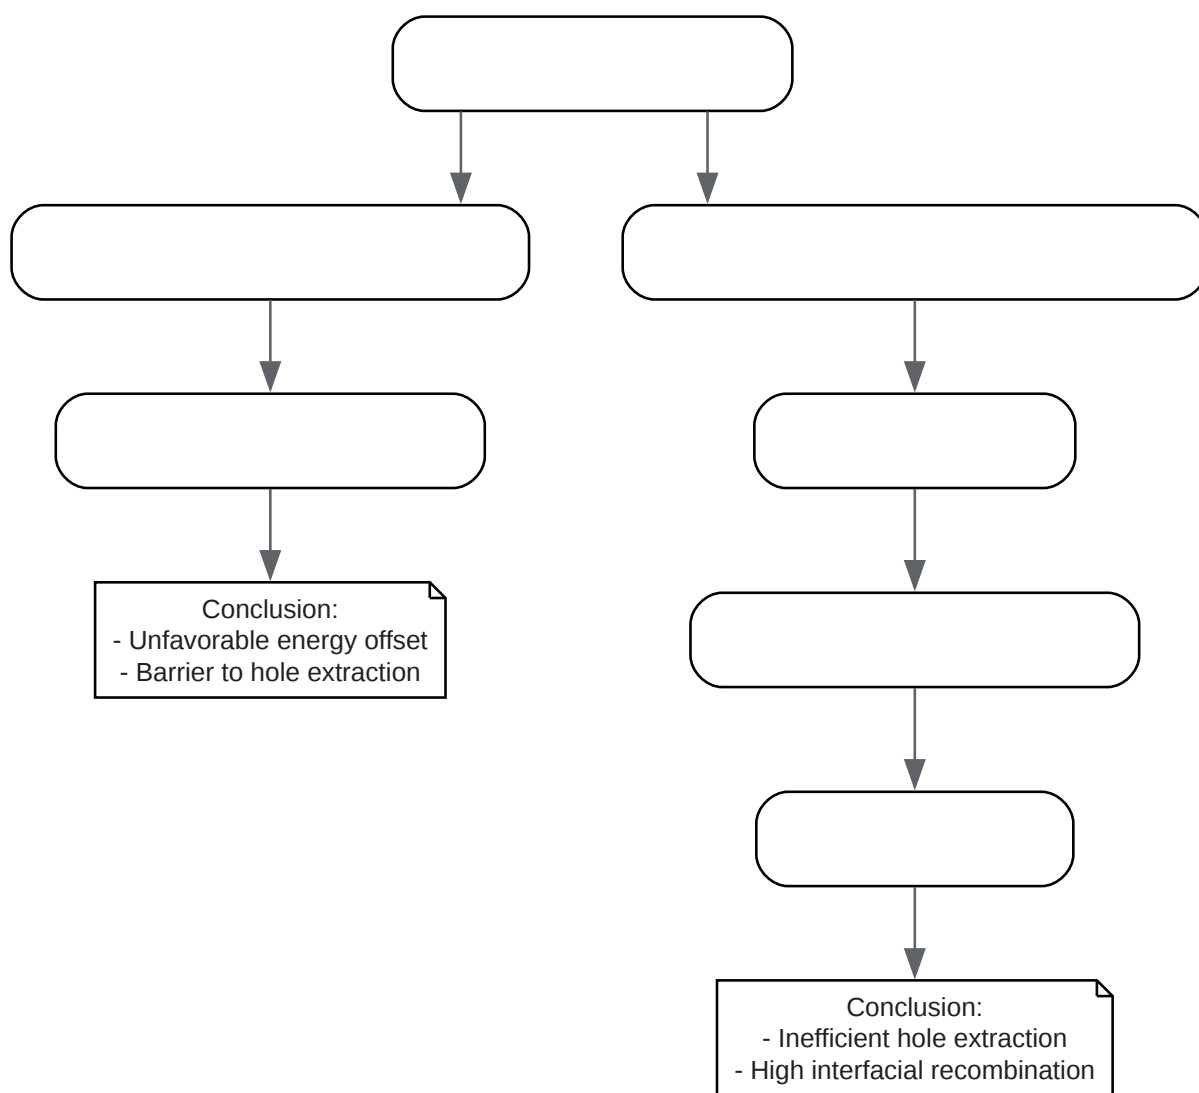 Conclusion:
- Unfavorable energy offset
- Barrier to hole extraction
Conclusion:
- Inefficient hole extraction
- High interfacial recombination